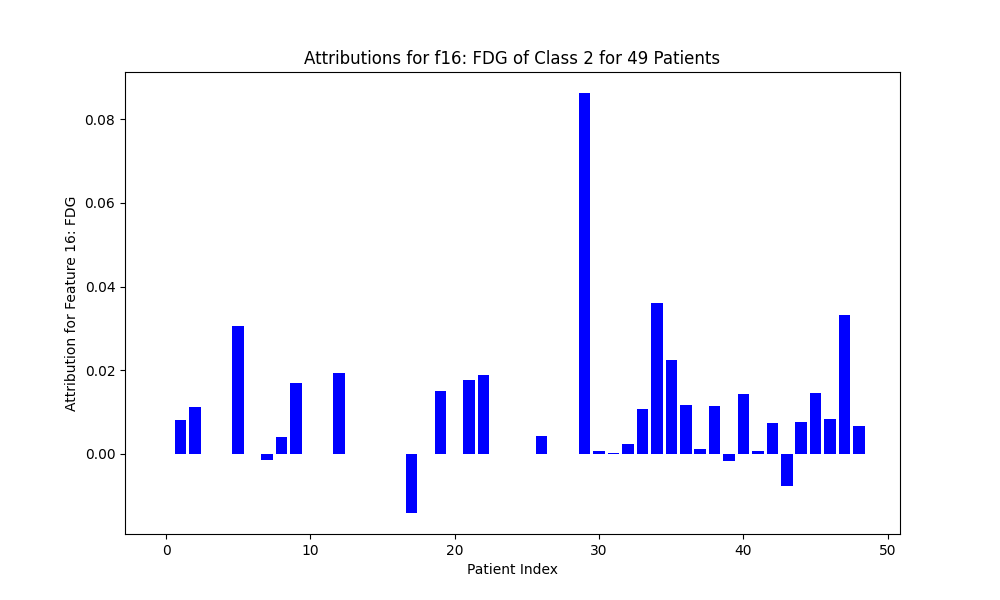 Attributions for f16: FDG of Class 2 for 49 Patients
Attribution for Feature 16: FDG
0.08
0.06
0.04
0.02
0.00
0 10 20 30 40 50
Patient Index